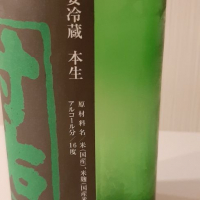 要冷蔵 本生
原材料名 米(国産)、米麹(国産
アルコール分/16度